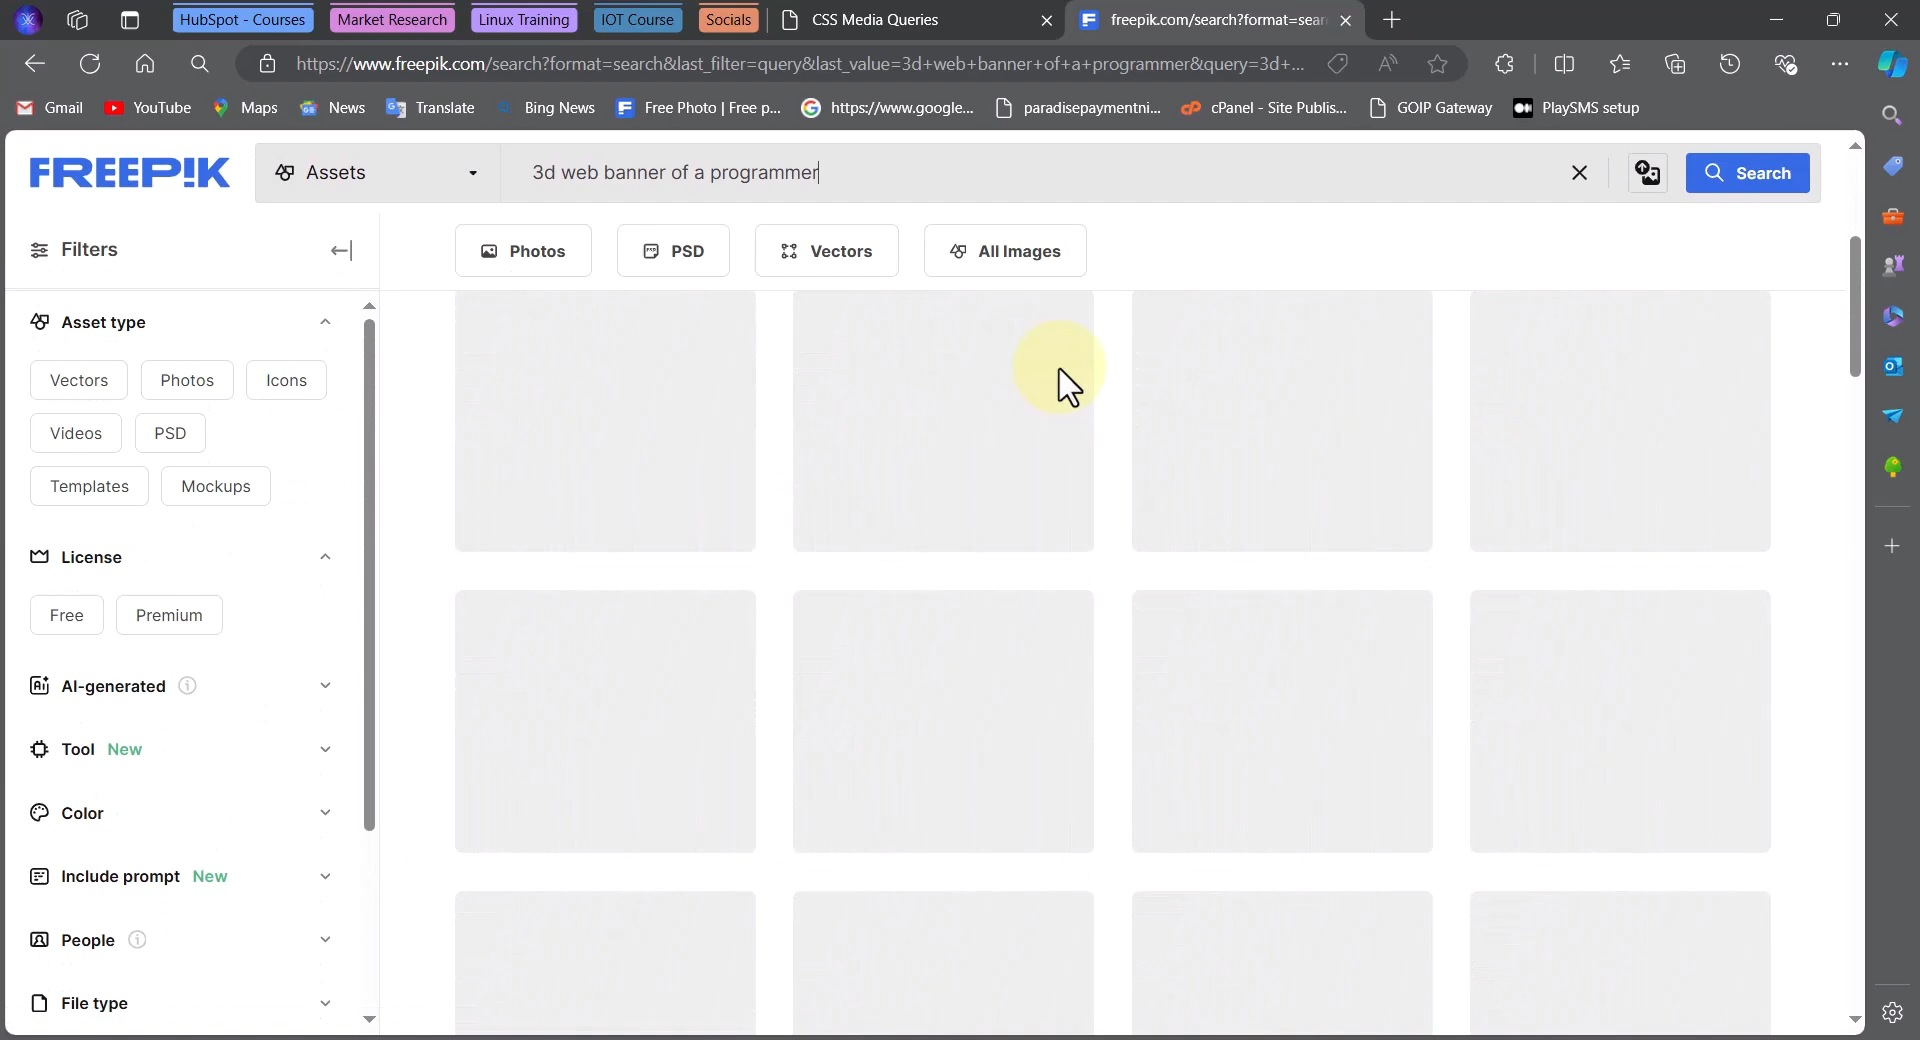 HubSpot - Courses
Market Research
Linux Training
IOT Course
Socials
CSS Media Queries
freepik.com/search?format=sear
https://www.freepik.com/search?format=search&last_filter=query&last_value=3d+web+banner+of+a+programmer&query=3d+...
Gmail
YouTube
Maps
News
Translate
Bing News
Free Photo | Free p...
https://www.google...
paradisepaymentni...
cPanel - Site Publis...
GOIP Gateway
PlaySMS setup
FREEP!K
Assets
3d web banner of a programmer
Search
Filters
Photos
PSD
Vectors
All Images
Asset type
Vectors
Photos
Icons
Videos
PSD
Templates
Mockups
License
Free
Premium
AI-generated
Tool New
Color
Include prompt New
People
File type